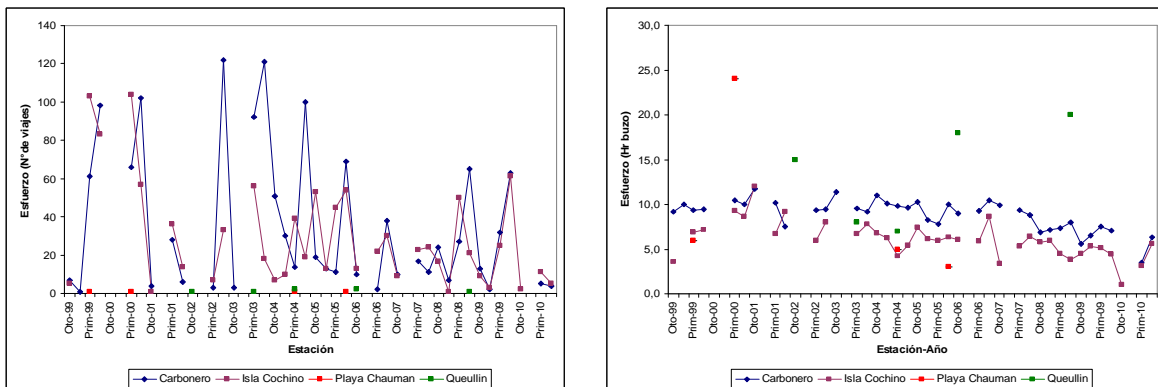 140
120
100
80
60
40
20
0
Esfuerzo (N°de viajes)
Oto-99
Prim-99
Oto-00
Prim-00
Oto-01
Prim-01
Oto-02
Prim-02
Oto-03
Prim-03
Oto-04
Prim-04
Oto-05
Prim-05
Oto-06
Prim-06
Oto-07
Prim-07
Oto-08
Prim-08
Oto-09
Prim-09
Oto-10
Prim-10
Estación
Carbonero Isla Cochino Playa Chauman Queullin
30,0
25,0
20,0
15,0
10,0
5,0
0,0
Esfuerzo (Hr buzo)
Oto-99
Prim-99
Oto-00
Prim-00
Oto-01
Prim-01
Oto-02
Prim-02
Oto-03
Prim-03
Oto-04
Prim-04
Oto-05
Prim-05
Oto-06
Prim-06
Oto-07
Prim-07
Oto-08
Prim-08
Oto-09
Prim-09
Oto-10
Prim-10
Estación-Año
Carbonero Isla Cochino Playa Chauman Queullin